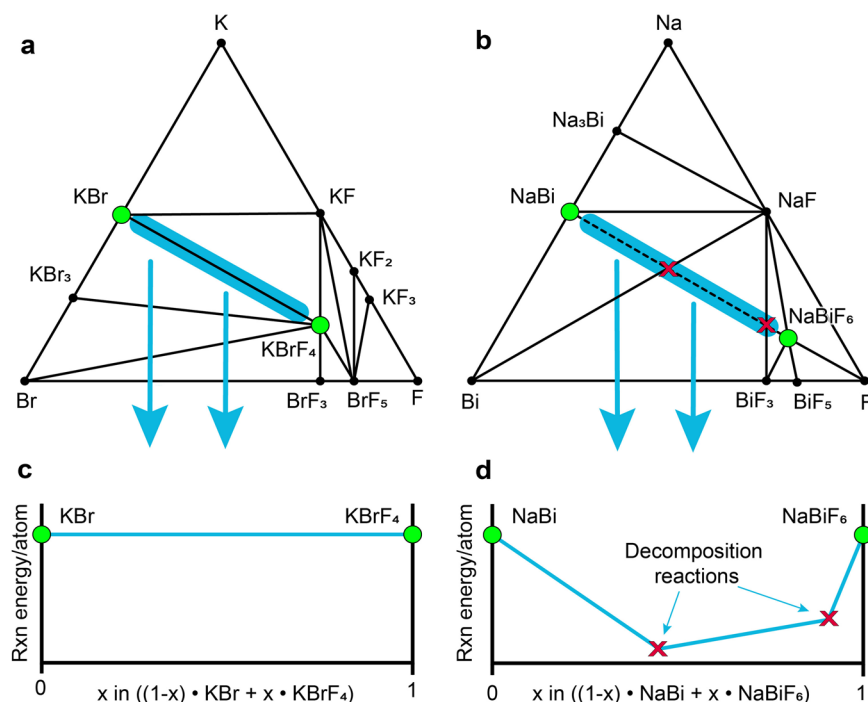 a
K
KBr
KF
KBr₃
KF₂
KF₃
KBrF₄
Br
BrF₃
BrF₅
F
b
Na
Na₃Bi
NaBi
NaF
NaBiF₆
Bi
BiF₃
BiF₅
F
c
Rxn energy/atom
KBr
KBrF₄
0
1
x in ((1-x) • KBr + x • KBrF₄)
d
Rxn energy/atom
NaBi
NaBiF₆
Decomposition
reactions
0
1
x in ((1-x) • NaBi + x • NaBiF₆)